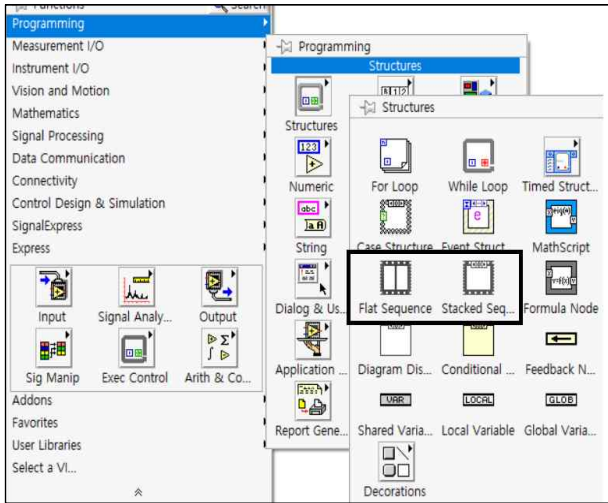 Functions
Search
Programming
Measurement I/O
Instrument I/O
Vision and Motion
Mathematics
Signal Processing
Data Communication
Connectivity
Control Design & Simulation
SignalExpress
Express
Input
Signal Analy...
Output
Sig Manip
Exec Control
Arith & Co...
Addons
Favorites
User Libraries
Select a VI...
Programming
Structures
Structures
Numeric
String
Dialog & Us...
Application ...
Report Gene...
Structures
For Loop
While Loop
Timed Struct...
Case Structure
Event Struct...
MathScript
Flat Sequence
Stacked Seq...
Formula Node
Diagram Dis...
Conditional ...
Feedback N...
VAR
LOCAL
GLOB
Shared Varia...
Local Variable
Global Varia...
Decorations